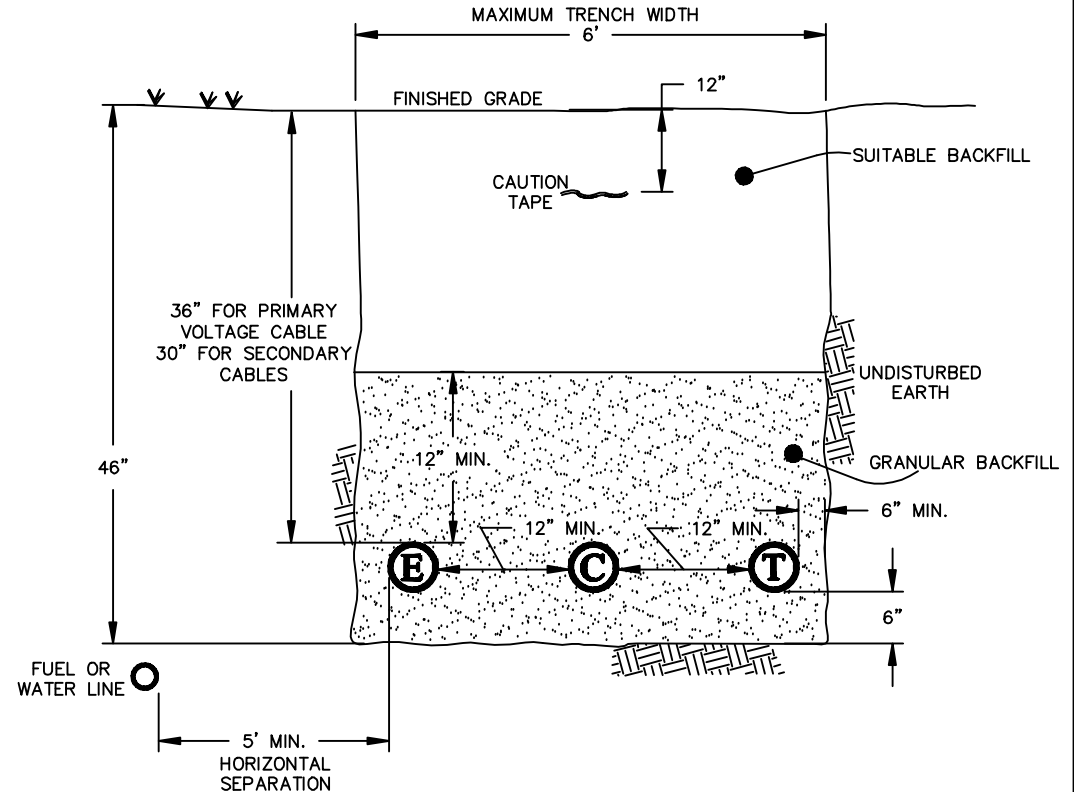 MAXIMUM TRENCH WIDTH
6'
12"
FINISHED GRADE
SUITABLE BACKFILL
CAUTION
TAPE
36" FOR PRIMARY
VOLTAGE CABLE
30" FOR SECONDARY
CABLES
UNDISTURBED
EARTH
46"
12" MIN.
GRANULAR BACKFILL
6" MIN.
12" MIN.
12" MIN.
E
C
T
6"
FUEL OR
WATER LINE
5' MIN.
HORIZONTAL
SEPARATION